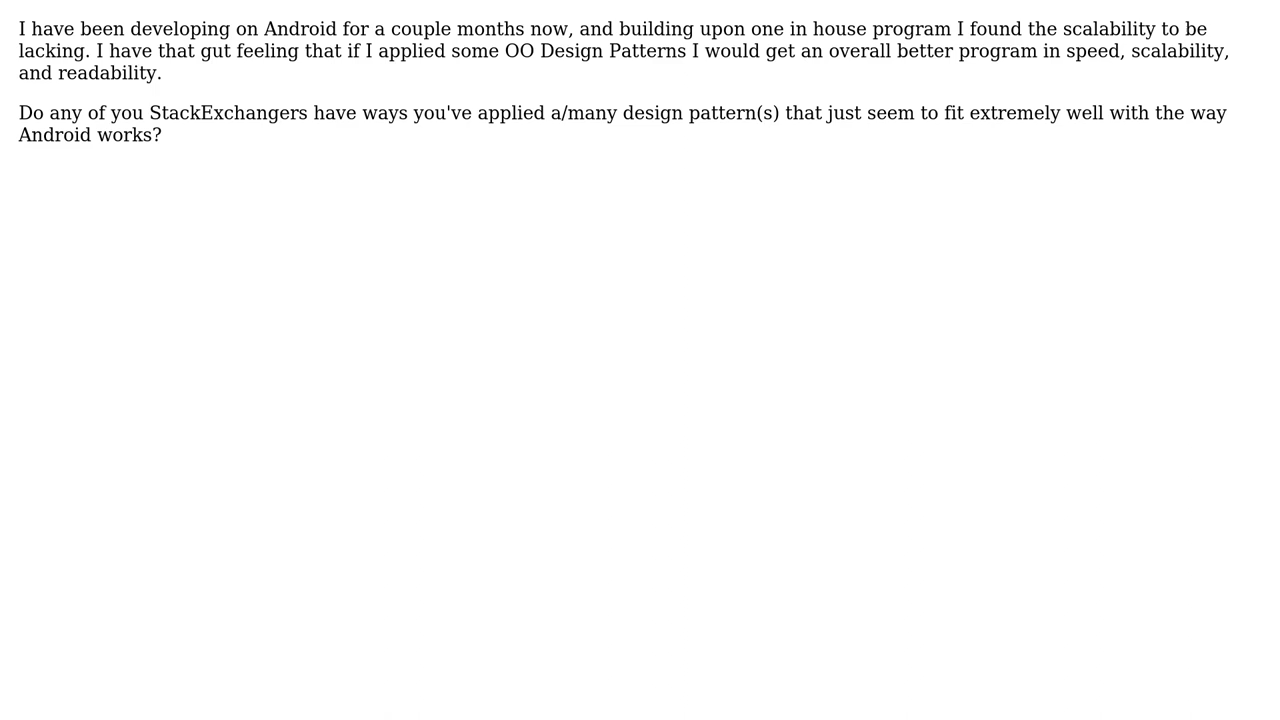 I have been developing on Android for a couple months now, and building upon one in house program I found the scalability to be
lacking. I have that gut feeling that if I applied some OO Design Patterns I would get an overall better program in speed, scalability,
and readability.
Do any of you StackExchangers have ways you've applied a/many design pattern(s) that just seem to fit extremely well with the way
Android works?